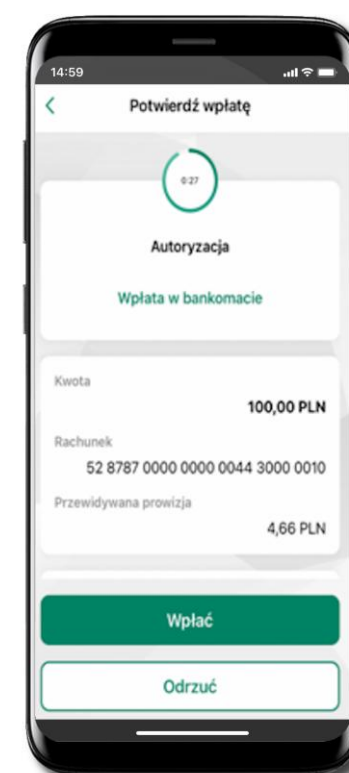 14:59
Potwierdź wpłatę
0:27
Autoryzacja
Wpłata w bankomacie
Kwota
100,00 PLN
Rachunek
52 8787 0000 0000 0044 3000 0010
Przewidywana prowizja
4,66 PLN
Wpłać
Odrzuć